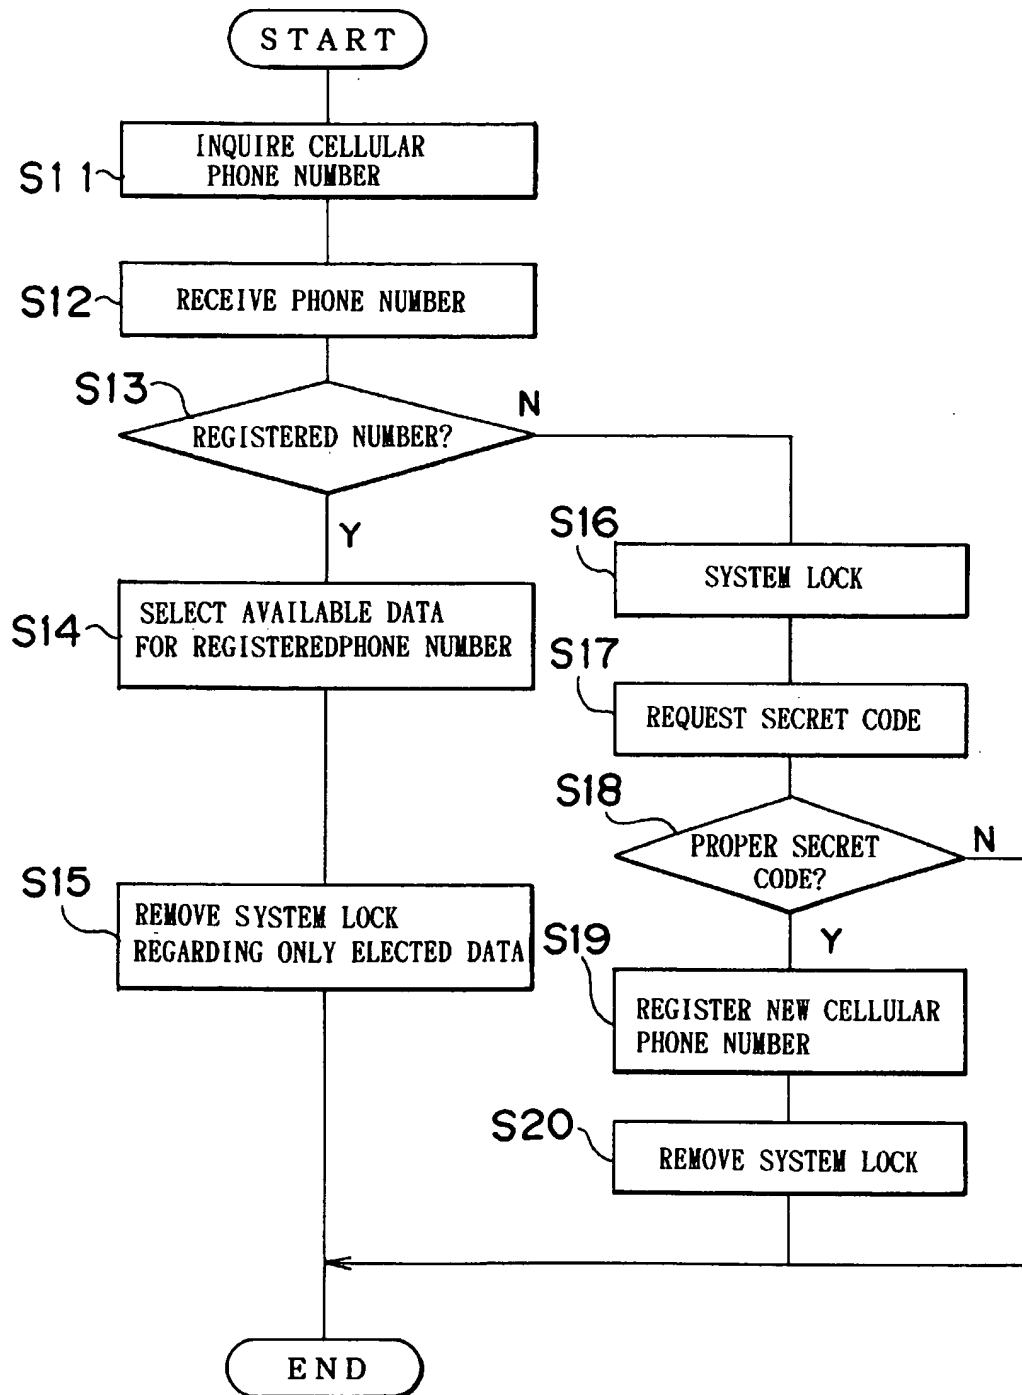 START
INQUIRE CELLULAR
PHONE NUMBER
S11
RECEIVE PHONE NUMBER
S12
S13
N
REGISTERED NUMBER?
Y
S16
SYSTEM LOCK
SELECT AVAILABLE DATA
FOR REGISTEREDPHONE NUMBER
S14
S17
REQUEST SECRET CODE
S18
N
PROPER SECRET
CODE?
Y
S15
REMOVE SYSTEM LOCK
REGARDING ONLY ELECTED DATA
S19
REGISTER NEW CELLULAR
PHONE NUMBER
S20
REMOVE SYSTEM LOCK
END